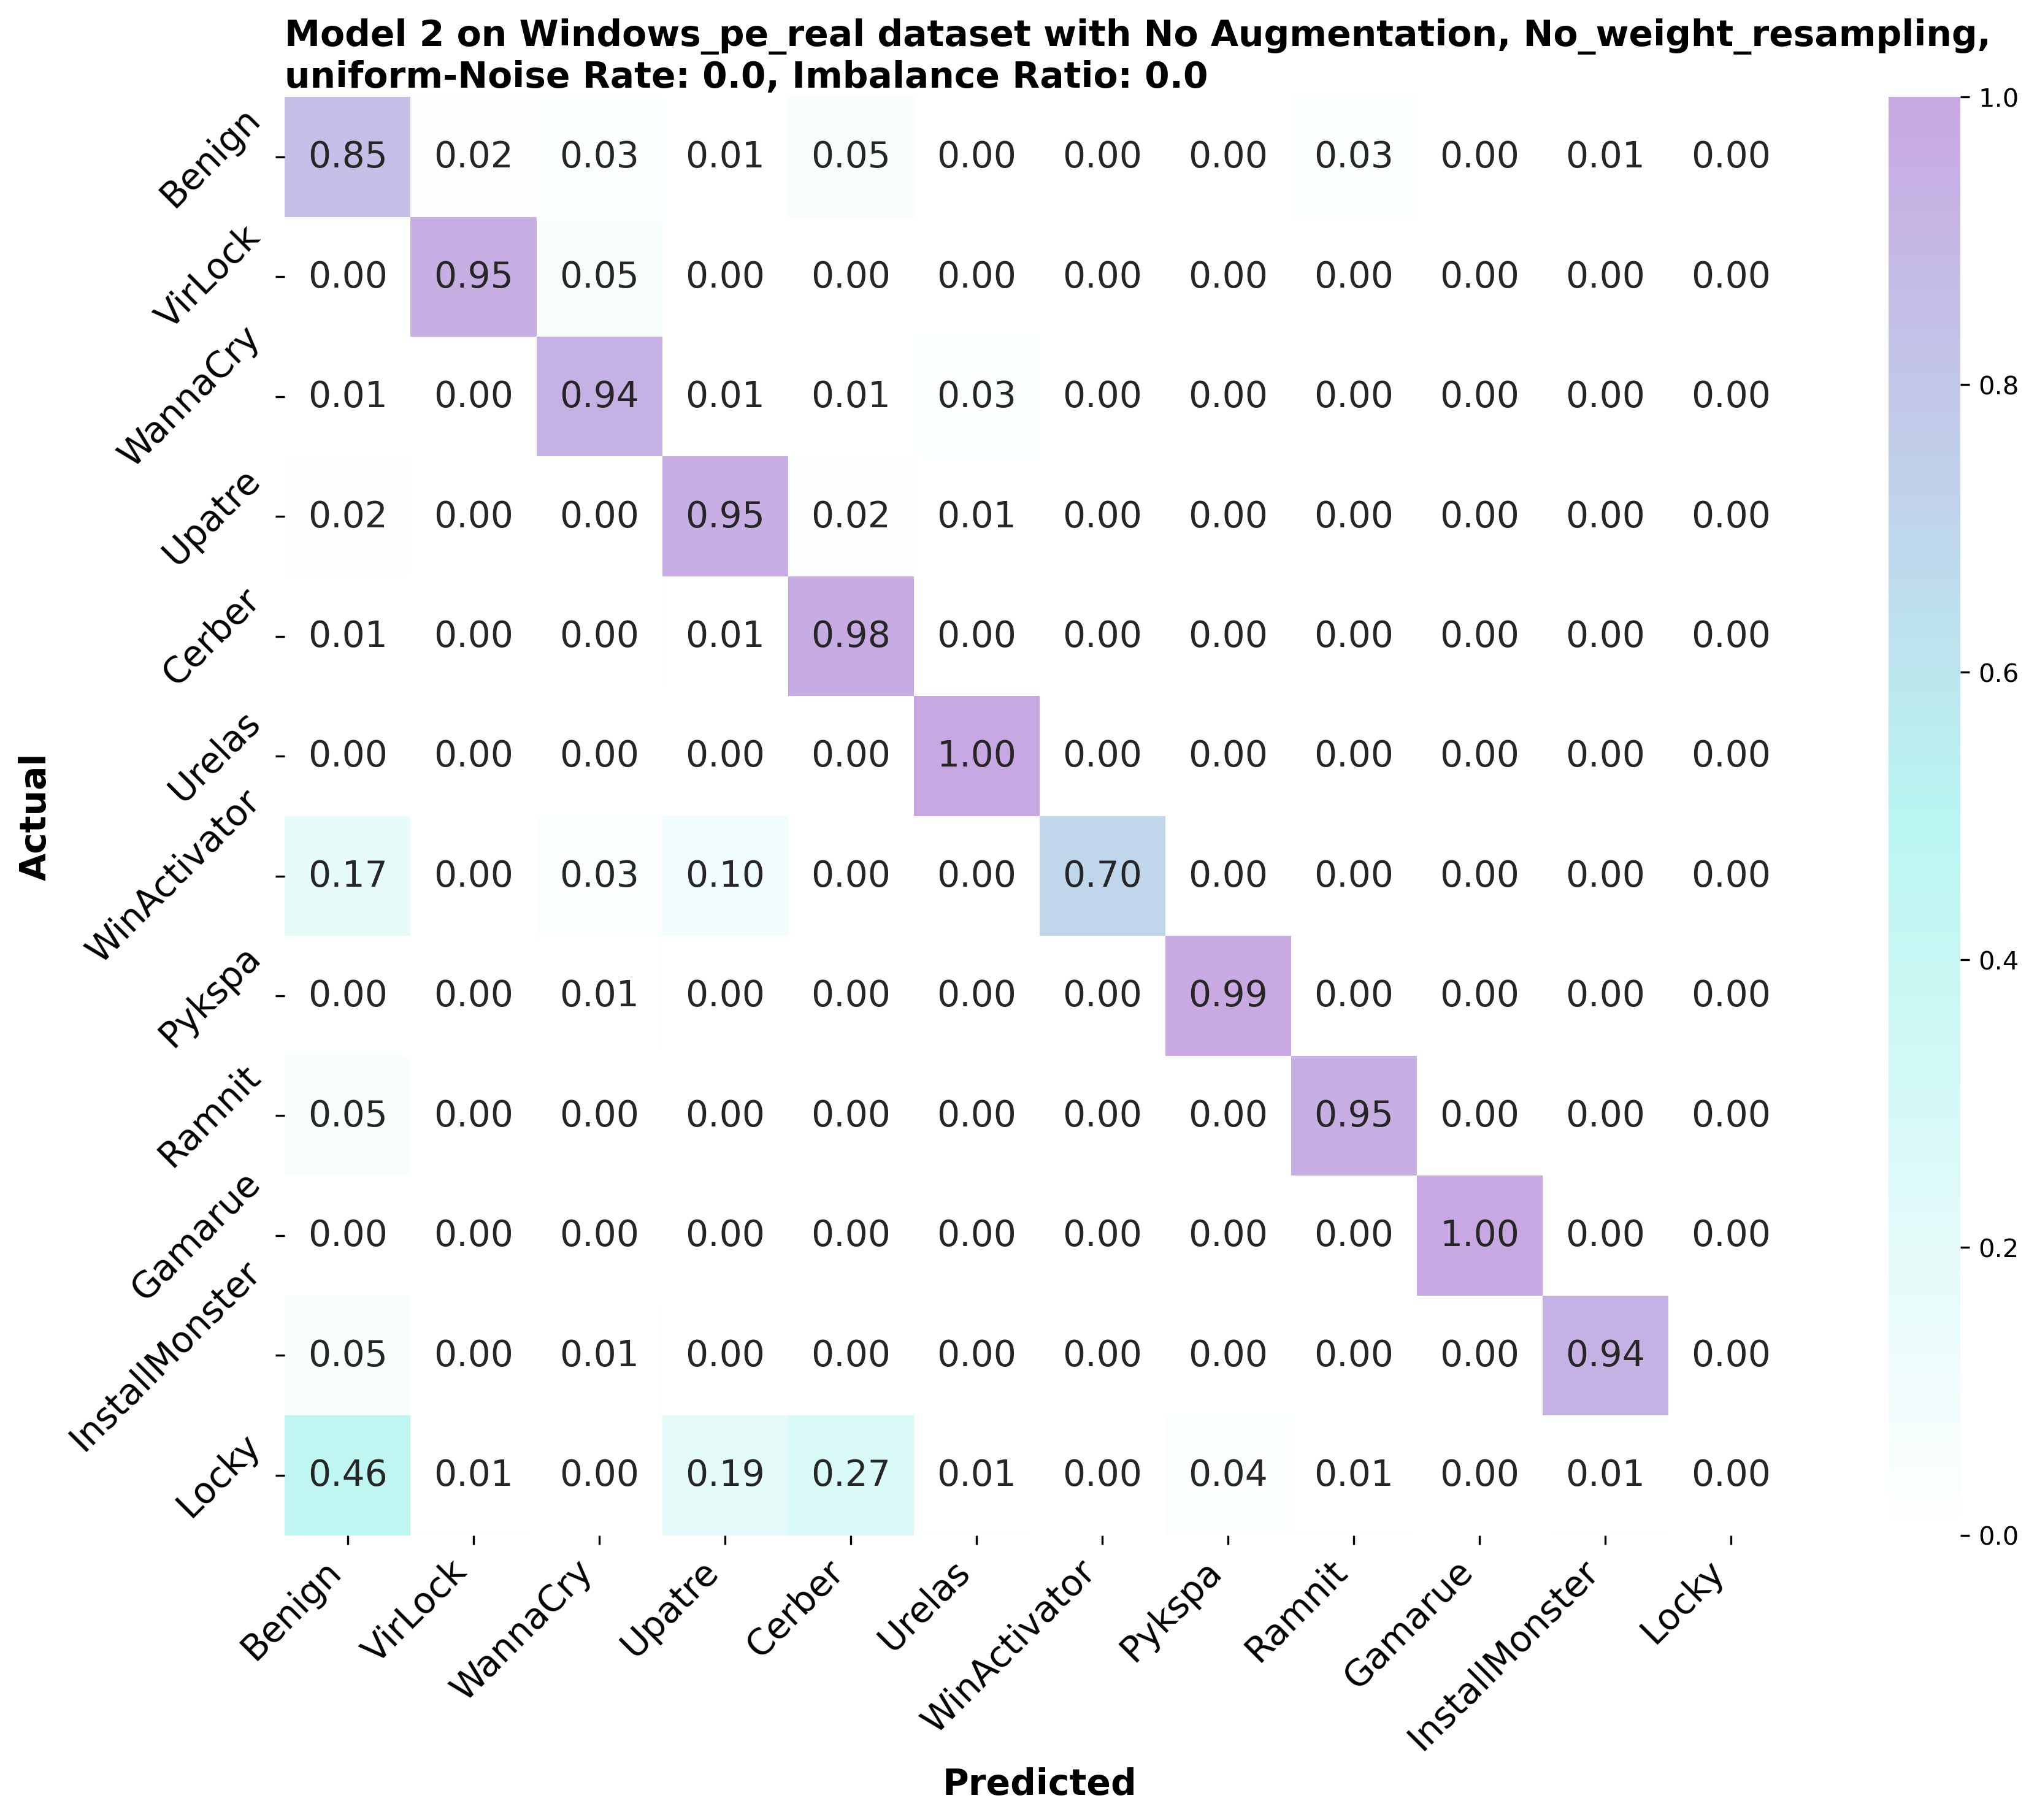 Model 2 on Windows_pe_real dataset with No Augmentation, No_weight_resampling,
uniform-Noise Rate: 0.0, Imbalance Ratio: 0.0
Actual
Benign 0.85 0.02 0.03 0.01 0.05 0.00 0.00 0.00 0.03 0.00 0.01 0.00
VirLock 0.00 0.95 0.05 0.00 0.00 0.00 0.00 0.00 0.00 0.00 0.00 0.00
WannaCry 0.01 0.00 0.94 0.01 0.01 0.03 0.00 0.00 0.00 0.00 0.00 0.00
Upatre 0.02 0.00 0.00 0.95 0.02 0.01 0.00 0.00 0.00 0.00 0.00 0.00
Cerber 0.01 0.00 0.00 0.01 0.98 0.00 0.00 0.00 0.00 0.00 0.00 0.00
Urelas 0.00 0.00 0.00 0.00 0.00 1.00 0.00 0.00 0.00 0.00 0.00 0.00
WinActivator 0.17 0.00 0.03 0.10 0.00 0.00 0.70 0.00 0.00 0.00 0.00 0.00
Pykspa 0.00 0.00 0.01 0.00 0.00 0.00 0.00 0.99 0.00 0.00 0.00 0.00
Ramnit 0.05 0.00 0.00 0.00 0.00 0.00 0.00 0.00 0.95 0.00 0.00 0.00
Gamarue 0.00 0.00 0.00 0.00 0.00 0.00 0.00 0.00 0.00 1.00 0.00 0.00
InstallMonster 0.05 0.00 0.01 0.00 0.00 0.00 0.00 0.00 0.00 0.00 0.94 0.00
Locky 0.46 0.01 0.00 0.19 0.27 0.01 0.00 0.04 0.01 0.00 0.01 0.00
Benign VirLock WannaCry Upatre Cerber Urelas WinActivator Pykspa Ramnit Gamarue InstallMonster Locky
Predicted
1.0
0.8
0.6
0.4
0.2
0.0